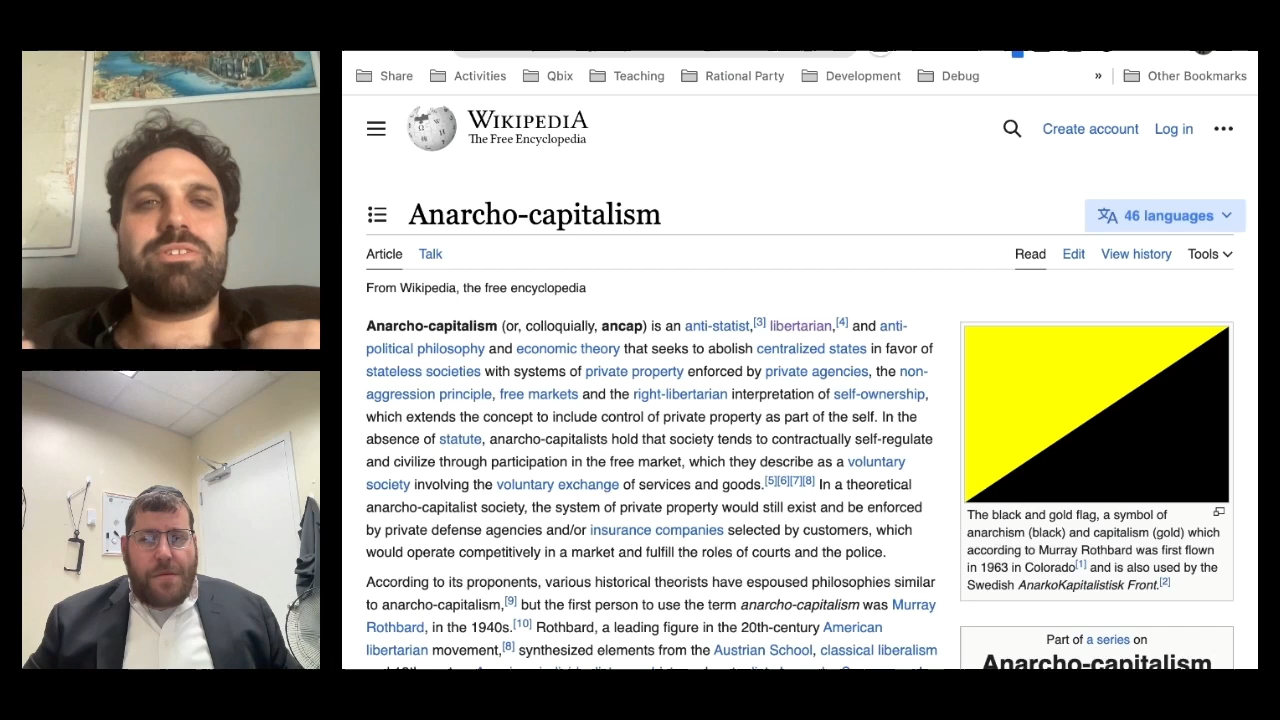 Share Activities Qbix Teaching Rational Party Development Debug » Other Bookmarks
WIKIPEDIA
The Free Encyclopedia
Create account Log in
Anarcho-capitalism
46 languages
Article Talk Read Edit View history Tools
From Wikipedia, the free encyclopedia
Anarcho-capitalism (or, colloquially, ancap) is an anti-statist,[3] libertarian,[4] and anti-
political philosophy and economic theory that seeks to abolish centralized states in favor of
stateless societies with systems of private property enforced by private agencies, the non-
aggression principle, free markets and the right-libertarian interpretation of self-ownership,
which extends the concept to include control of private property as part of the self. In the
absence of statute, anarcho-capitalists hold that society tends to contractually self-regulate
and civilize through participation in the free market, which they describe as a voluntary
society involving the voluntary exchange of services and goods.[5][6][7][8] In a theoretical
anarcho-capitalist society, the system of private property would still exist and be enforced
by private defense agencies and/or insurance companies selected by customers, which
would operate competitively in a market and fulfill the roles of courts and the police.
According to its proponents, various historical theorists have espoused philosophies similar
to anarcho-capitalism,[9] but the first person to use the term anarcho-capitalism was Murray
Rothbard, in the 1940s.[10] Rothbard, a leading figure in the 20th-century American
libertarian movement,[8] synthesized elements from the Austrian School, classical liberalism
The black and gold flag, a symbol of
anarchism (black) and capitalism (gold) which
according to Murray Rothbard was first flown
in 1963 in Colorado[1] and is also used by the
Swedish AnarkoKapitalistisk Front.[2]
Part of a series on
Anarcho-capitalism